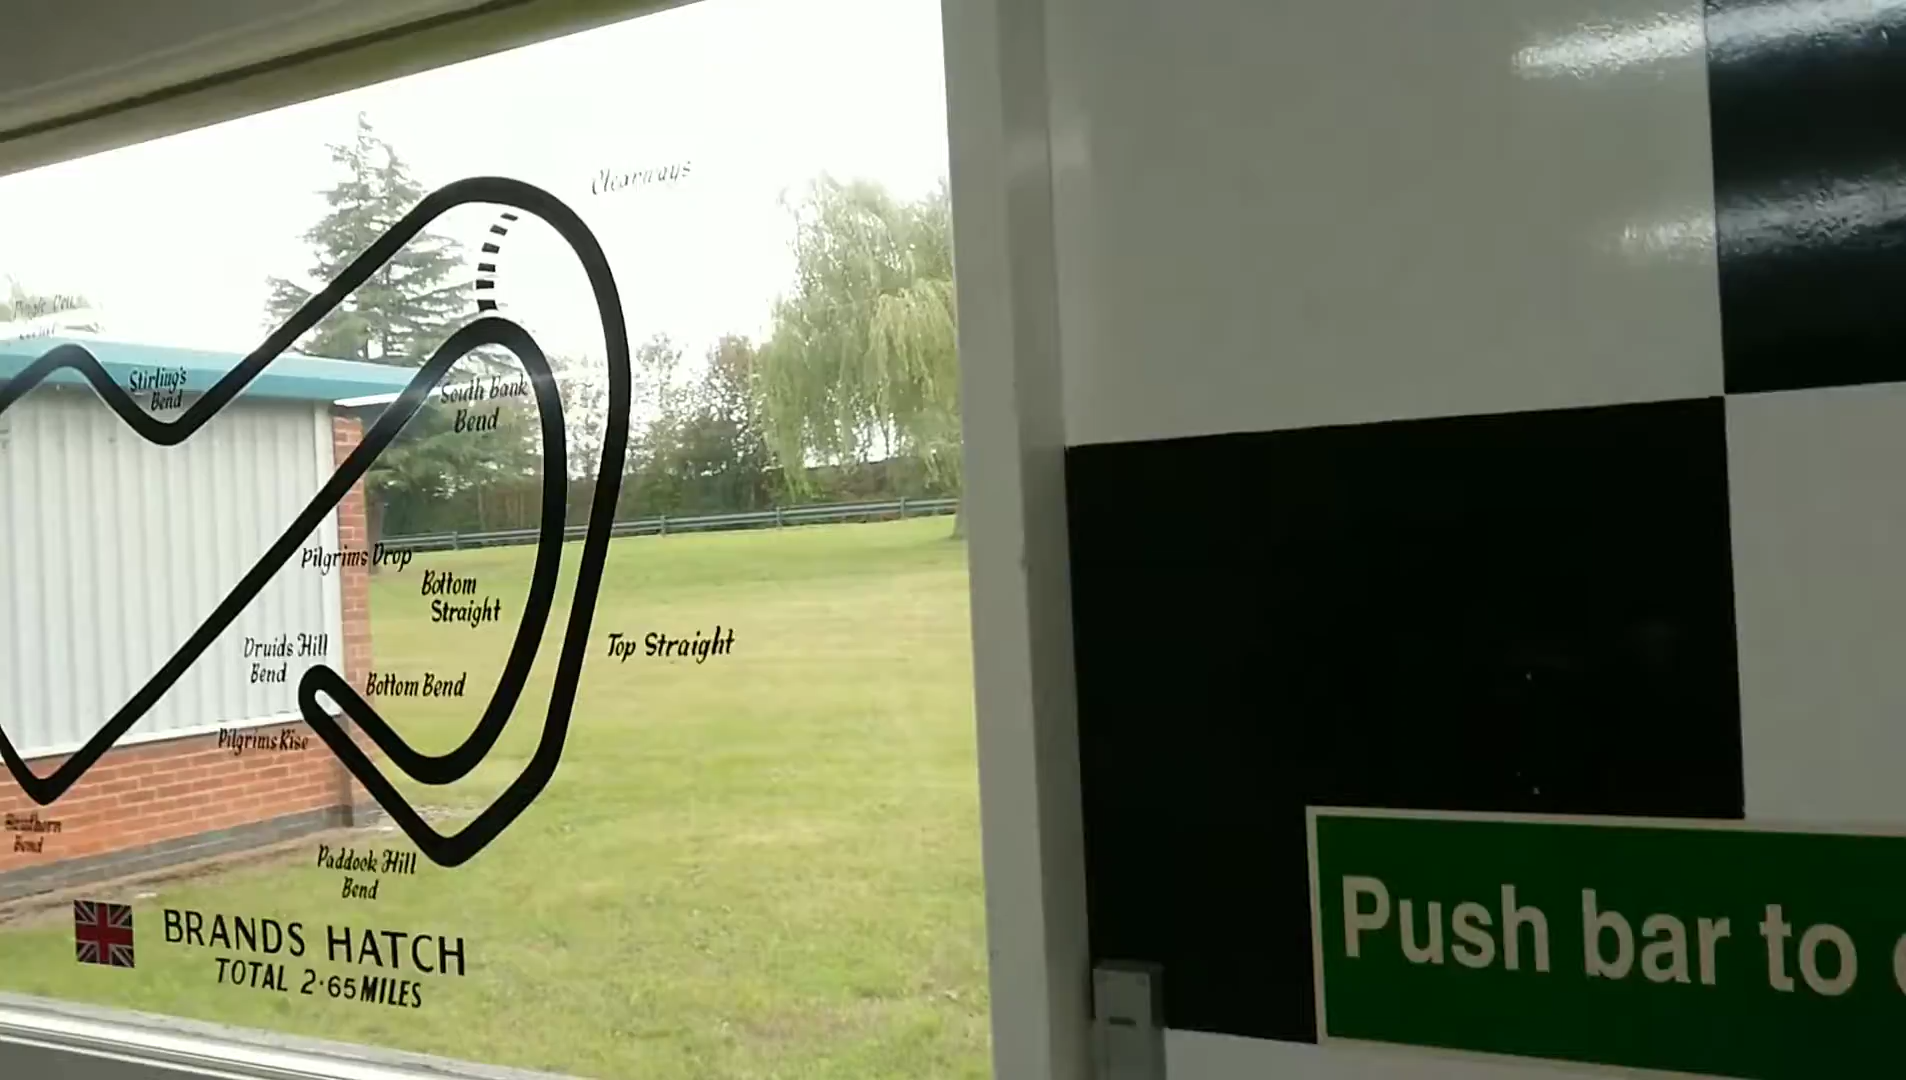 Clearways
Stirling's
Bend
South Bank
Bend
Pilgrims Drop
Bottom
Straight
Druids Hill
Bend
Top Straight
Bottom Bend
Pilgrims Rise
Bend
Paddock Hill
Bend
BRANDS HATCH
TOTAL 2·65 MILES
Push bar to